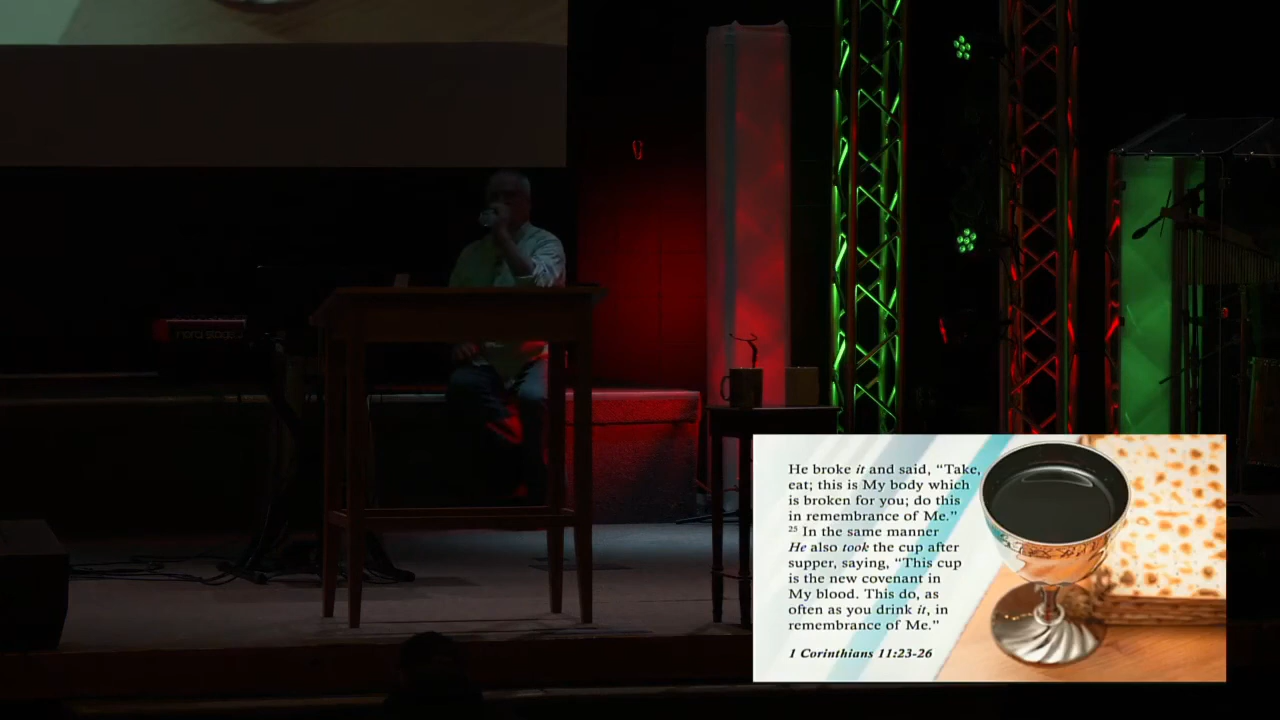 nord stage
He broke it and said, “Take,
eat; this is My body which
is broken for you; do this
in remembrance of Me.”
25 In the same manner
He also took the cup after
supper, saying, “This cup
is the new covenant in
My blood. This do, as
often as you drink it, in
remembrance of Me.”
1 Corinthians 11:23-26